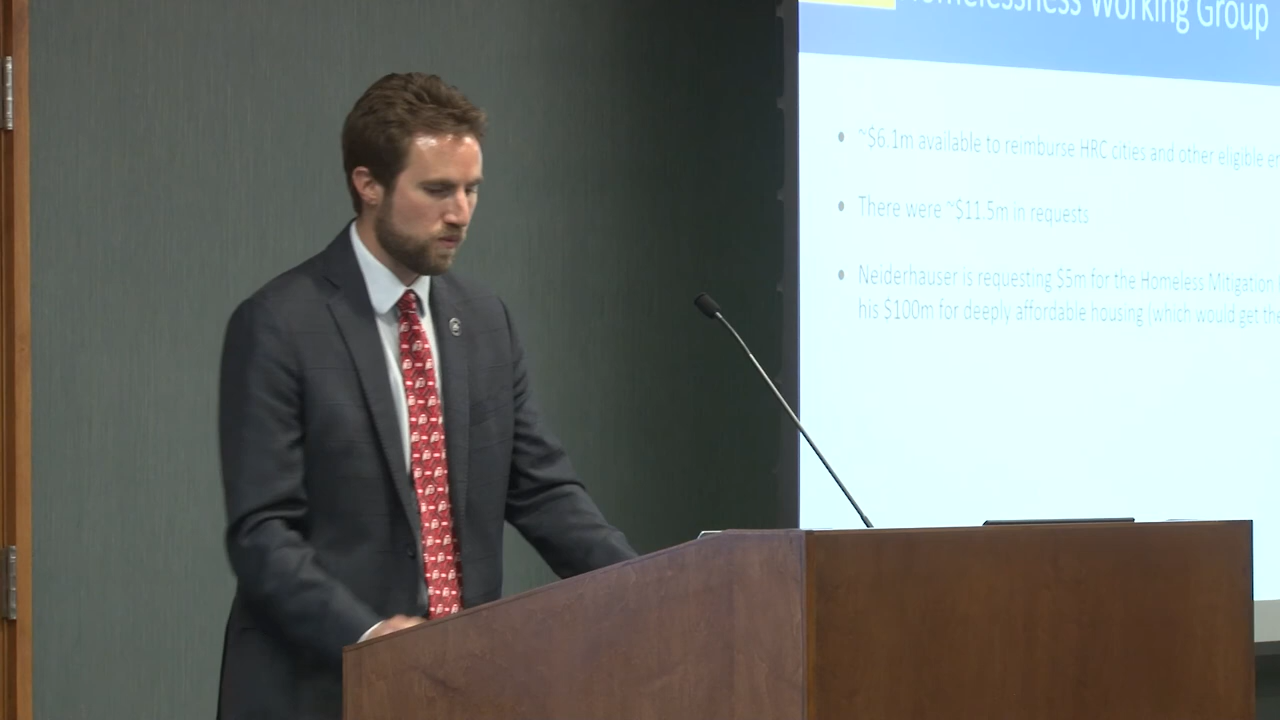 Homelessness Working Group
~$6.1m available to reimburse HRC cities and other eligible
There were ~$11.5m in requests
Neiderhauser is requesting $5m for the Homeless Mitigation
his $100m for deeply affordable housing (which would get the